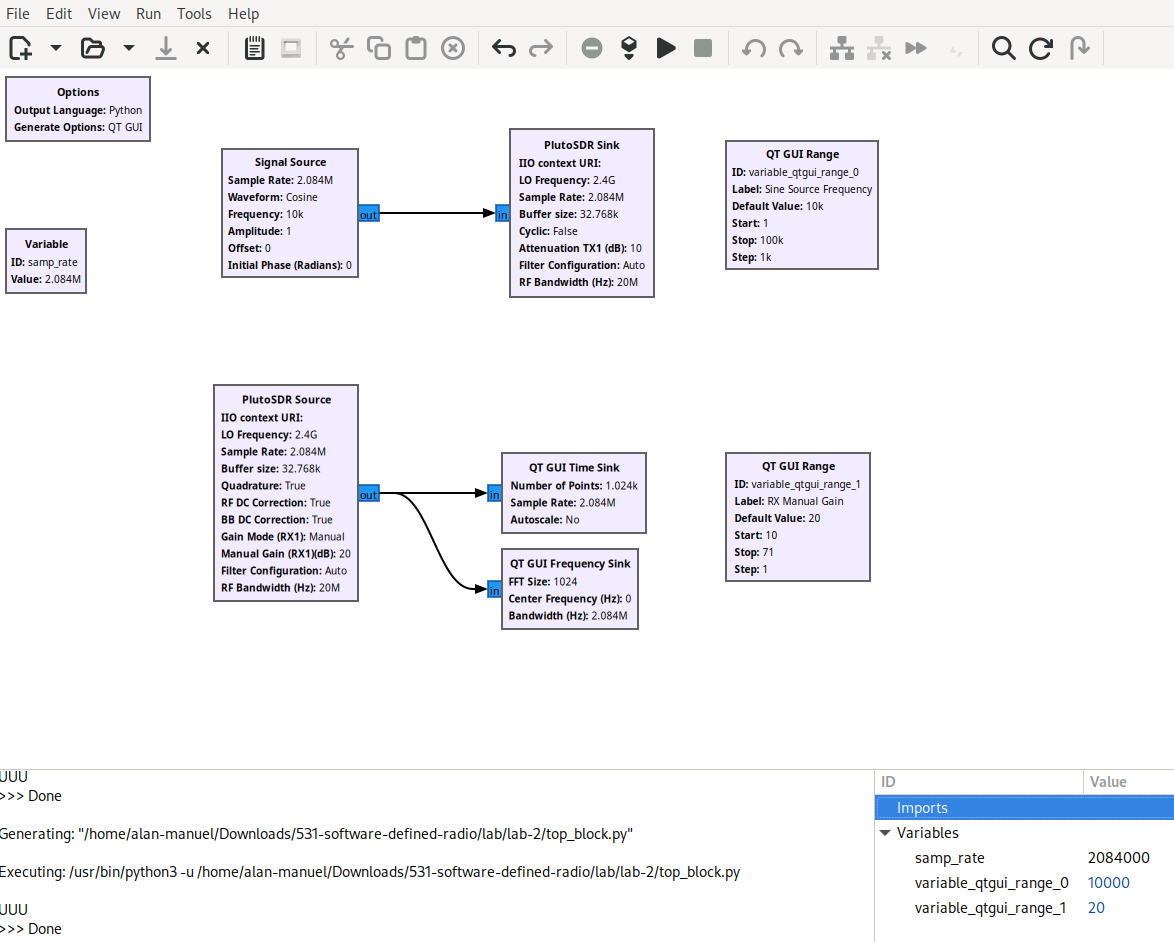 File Edit View Run Tools Help
Options
Output Language: Python
Generate Options: QT GUI
Variable
ID: samp_rate
Value: 2.084M
Signal Source
Sample Rate: 2.084M
Waveform: Cosine
Frequency: 10k
Amplitude: 1
Offset: 0
Initial Phase (Radians): 0
out
in
PlutoSDR Sink
IIO context URI:
LO Frequency: 2.4G
Sample Rate: 2.084M
Buffer size: 32.768k
Cyclic: False
Attenuation TX1 (dB): 10
Filter Configuration: Auto
RF Bandwidth (Hz): 20M
QT GUI Range
ID: variable_qtgui_range_0
Label: Sine Source Frequency
Default Value: 10k
Start: 1
Stop: 100k
Step: 1k
PlutoSDR Source
IIO context URI:
LO Frequency: 2.4G
Sample Rate: 2.084M
Buffer size: 32.768k
Quadrature: True
RF DC Correction: True
BB DC Correction: True
Gain Mode (RX1): Manual
Manual Gain (RX1)(dB): 20
Filter Configuration: Auto
RF Bandwidth (Hz): 20M
out
in
QT GUI Time Sink
Number of Points: 1.024k
Sample Rate: 2.084M
Autoscale: No
in
QT GUI Frequency Sink
FFT Size: 1024
Center Frequency (Hz): 0
Bandwidth (Hz): 2.084M
QT GUI Range
ID: variable_qtgui_range_1
Label: RX Manual Gain
Default Value: 20
Start: 10
Stop: 71
Step: 1
UUU
>>> Done
Generating: "/home/alan-manuel/Downloads/531-software-defined-radio/lab/lab-2/top_block.py"
Executing: /usr/bin/python3 -u /home/alan-manuel/Downloads/531-software-defined-radio/lab/lab-2/top_block.py
UUU
>>> Done
ID Value
Imports
Variables
samp_rate 2084000
variable_qtgui_range_0 10000
variable_qtgui_range_1 20